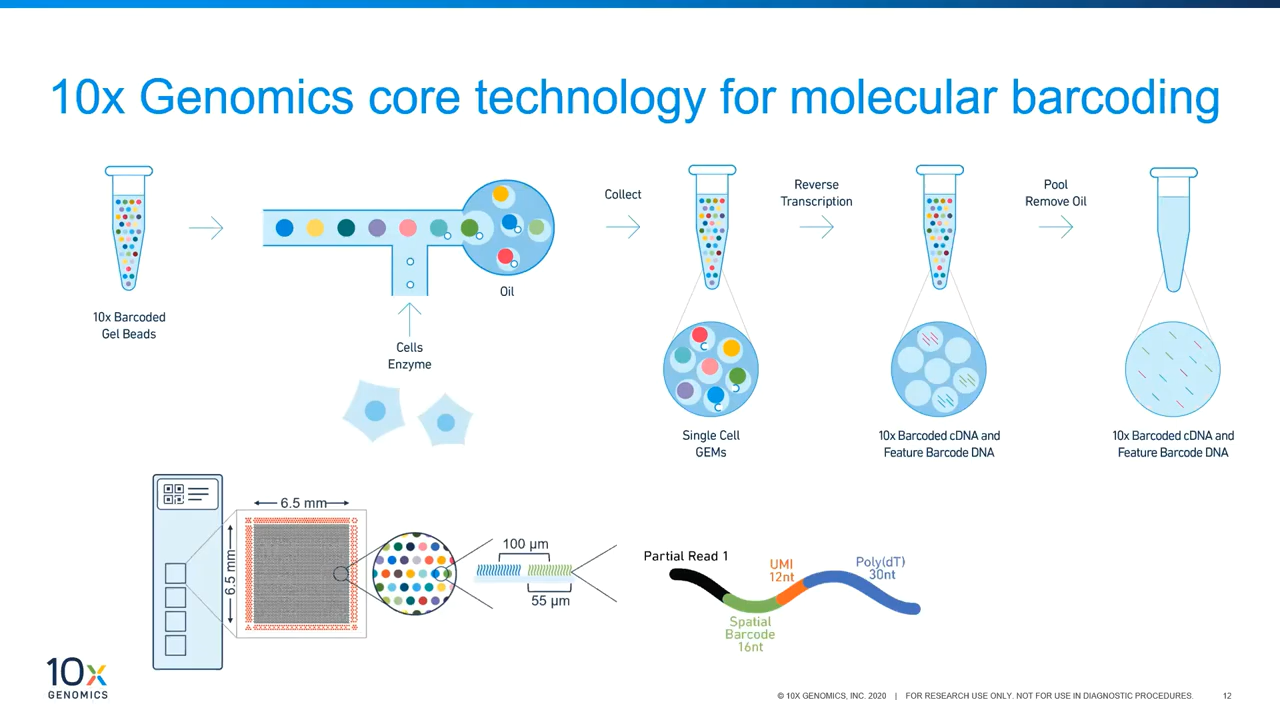 10x Genomics core technology for molecular barcoding
10x Barcoded
Gel Beads
Cells
Enzyme
Oil
Collect
Single Cell
GEMs
Reverse
Transcription
10x Barcoded cDNA and
Feature Barcode DNA
Pool
Remove Oil
10x Barcoded cDNA and
Feature Barcode DNA
6.5 mm
6.5 mm
100 µm
55 µm
Partial Read 1
Spatial
Barcode
16nt
UMI
12nt
Poly(dT)
30nt
10x
GENOMICS
© 10X GENOMICS, INC. 2020 | FOR RESEARCH USE ONLY. NOT FOR USE IN DIAGNOSTIC PROCEDURES. 12